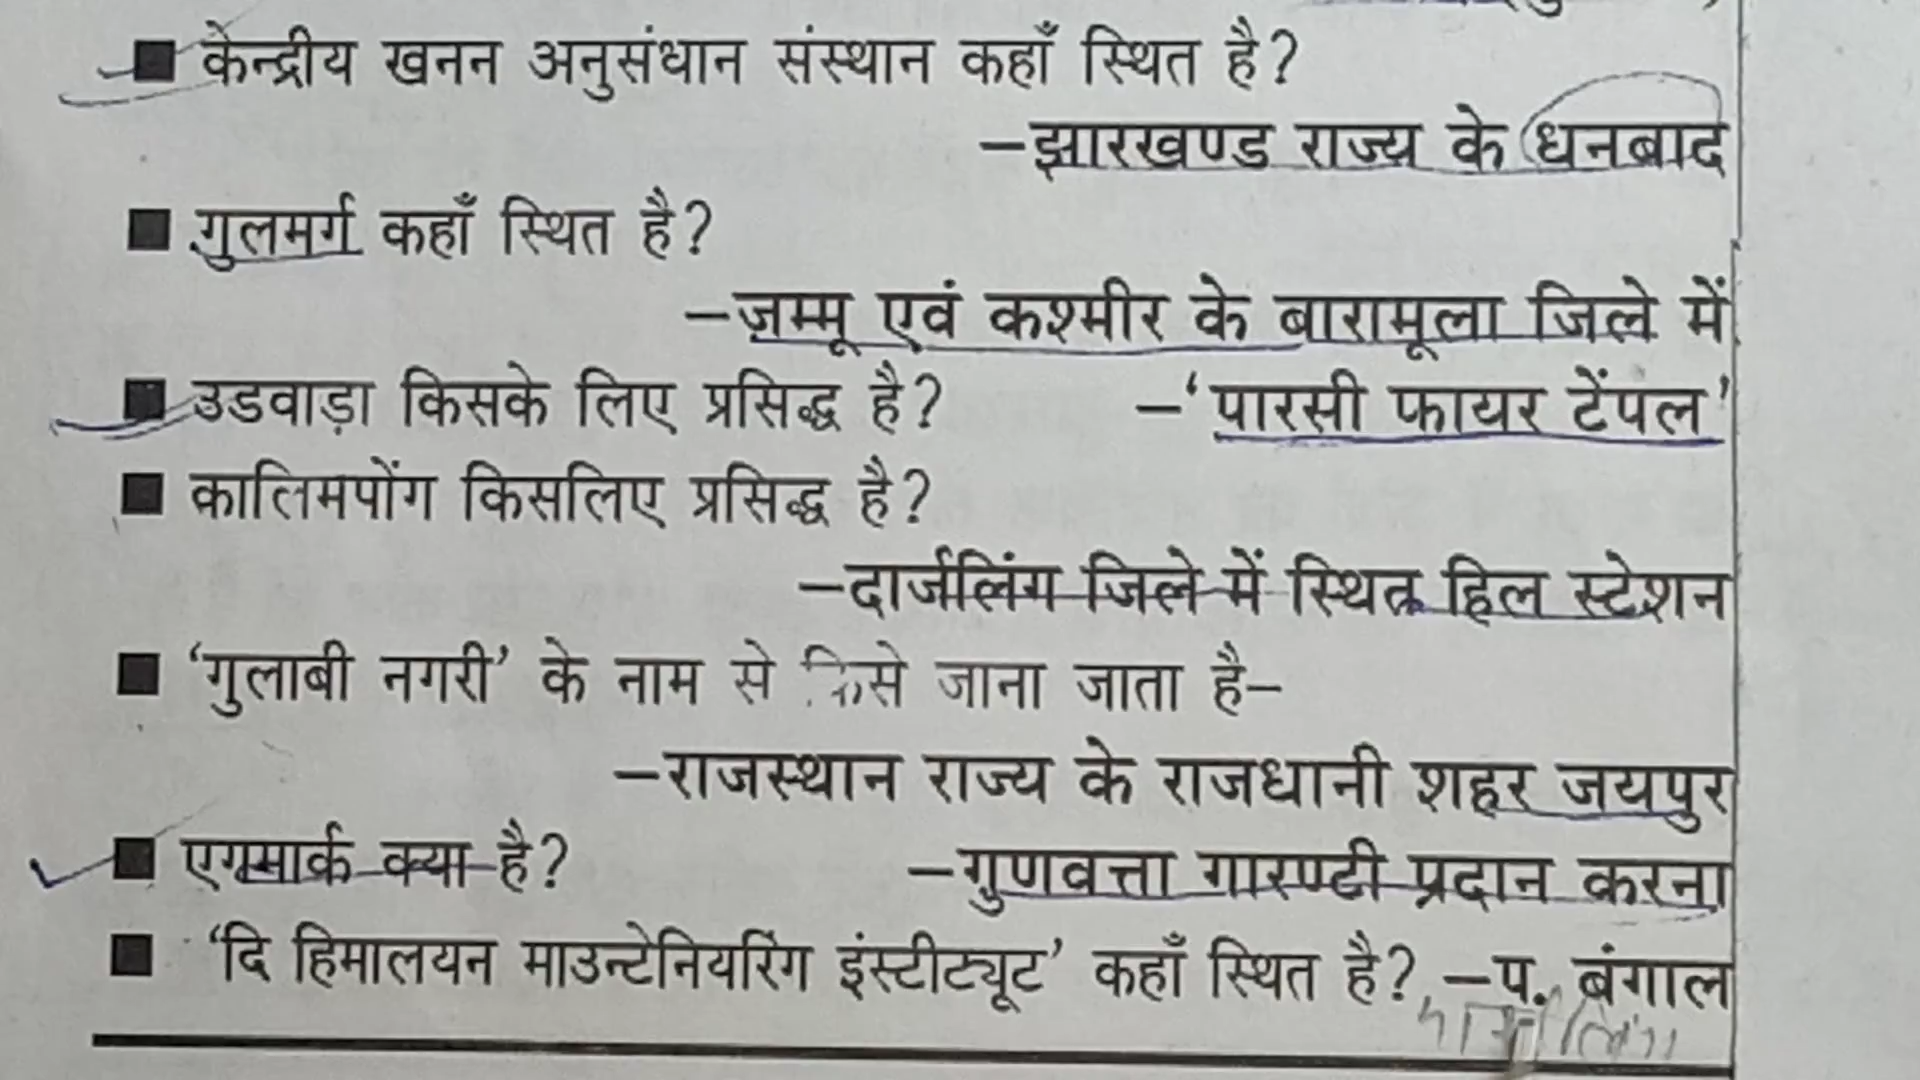 ■ केन्द्रीय खनन अनुसंधान संस्थान कहाँ स्थित है?
–झारखण्ड राज्य के धनबाद
■ गुलमर्ग कहाँ स्थित है?
–जम्मू एवं कश्मीर के बारामूला जिले में
■ उडवाड़ा किसके लिए प्रसिद्ध है? –‘पारसी फायर टेंपल’
■ कालिमपोंग किसलिए प्रसिद्ध है?
–दार्जलिंग जिले में स्थित हिल स्टेशन
■ ‘गुलाबी नगरी’ के नाम से किसे जाना जाता है–
–राजस्थान राज्य के राजधानी शहर जयपुर
■ एगमार्क क्या है? –गुणवत्ता गारण्टी प्रदान करना
■ ‘दि हिमालयन माउन्टेनियरिंग इंस्टीट्यूट’ कहाँ स्थित है? –प. बंगाल